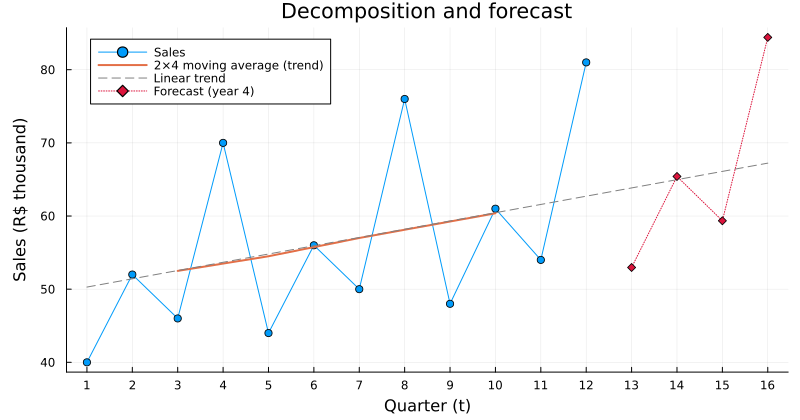 Decomposition and forecast
Sales
2×4 moving average (trend)
Linear trend
Forecast (year 4)
Sales (R$ thousand)
80
70
60
50
40
1 2 3 4 5 6 7 8 9 10 11 12 13 14 15 16
Quarter (t)